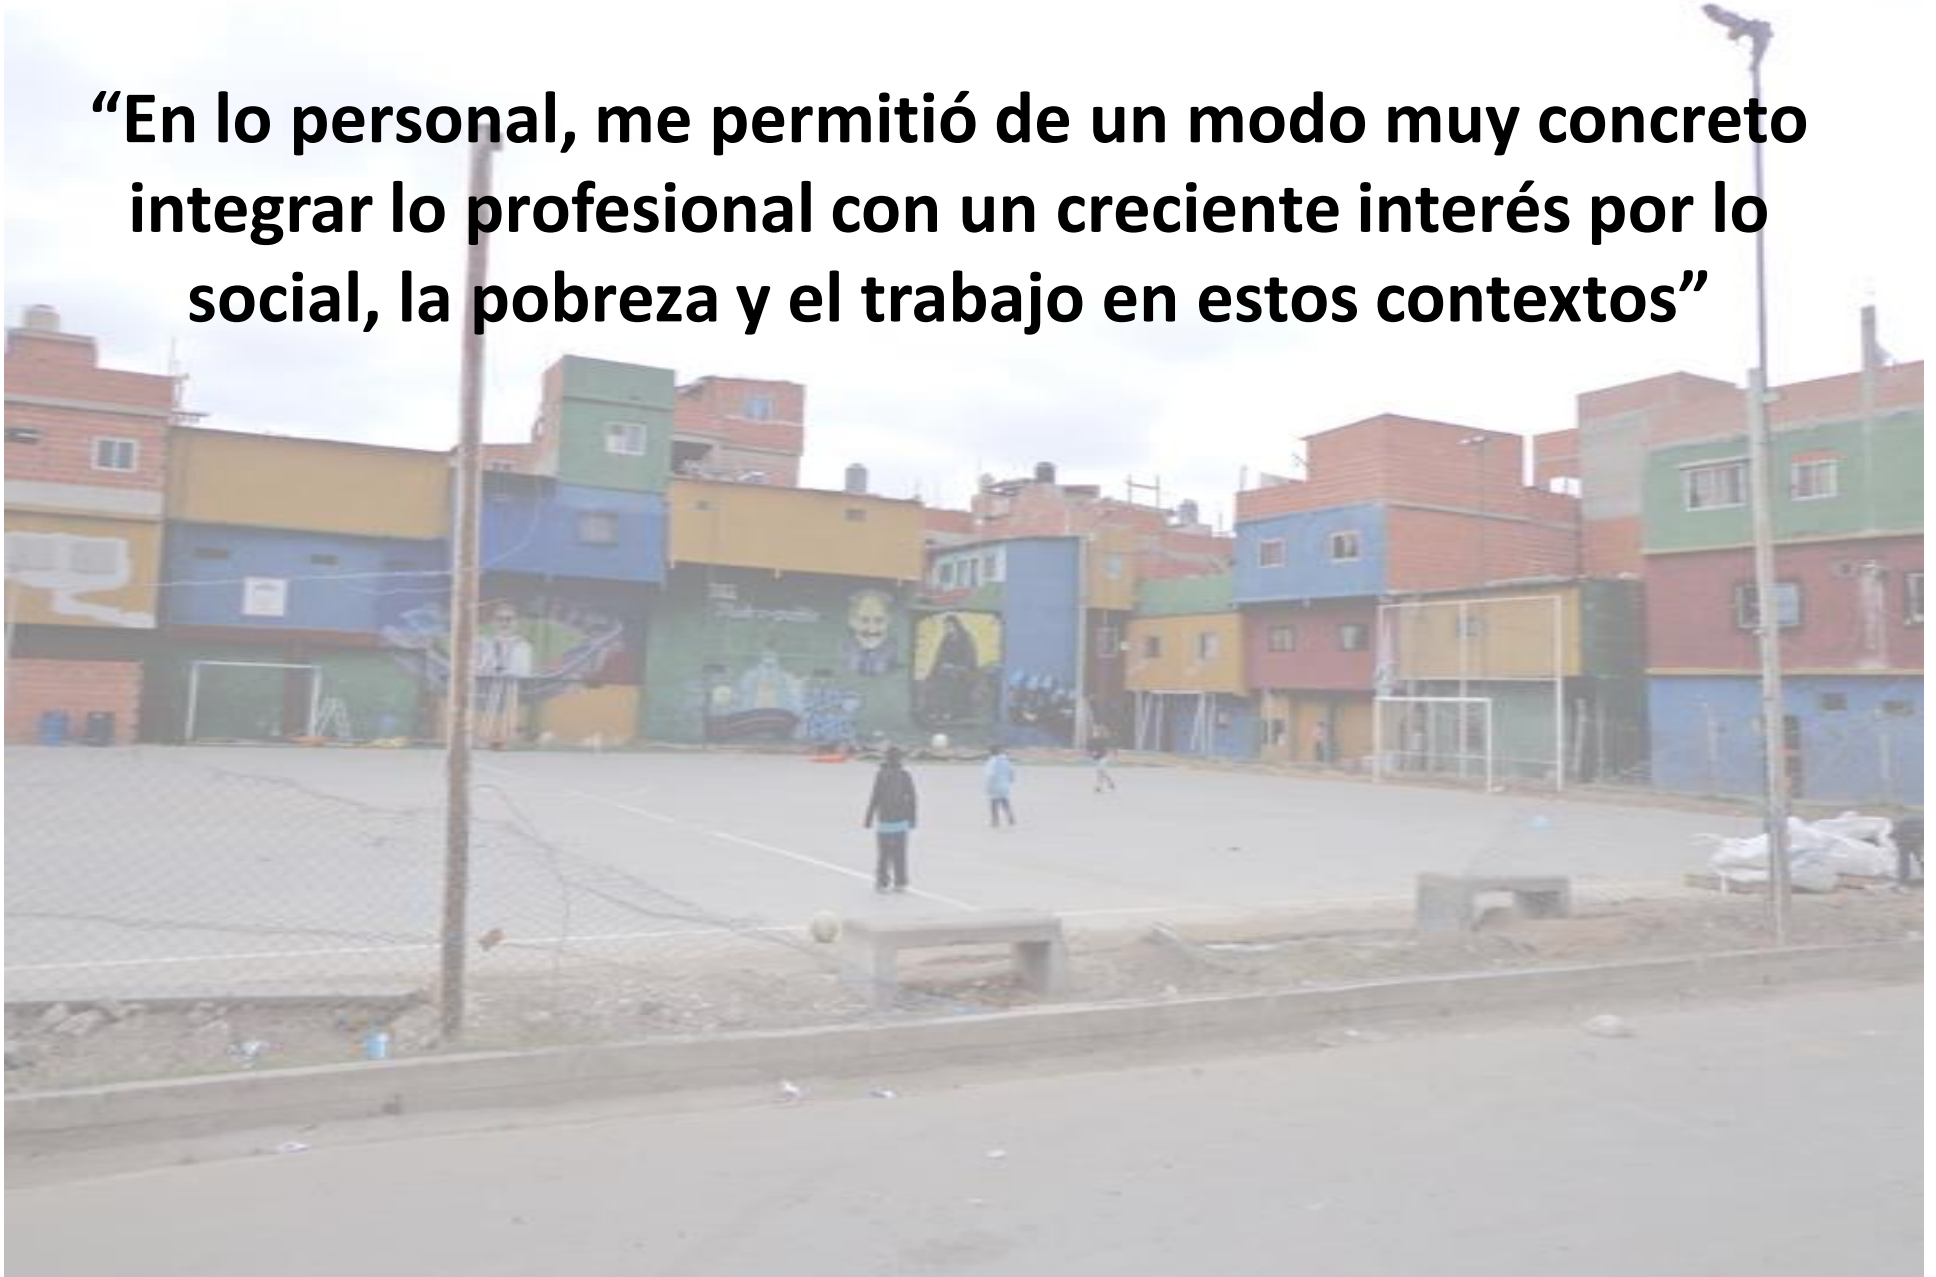 “En lo personal, me permitió de un modo muy concreto
integrar lo profesional con un creciente interés por lo
social, la pobreza y el trabajo en estos contextos”